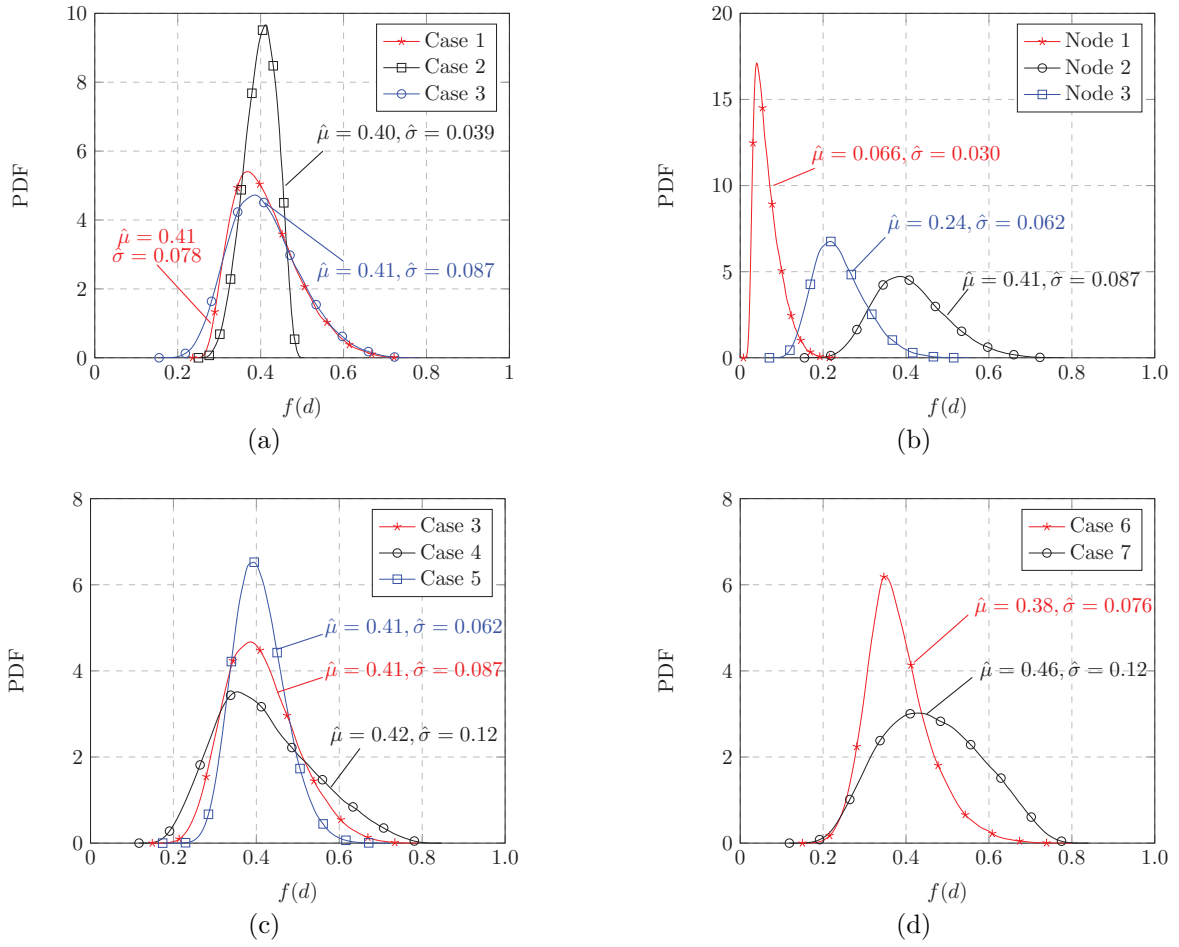 10
8
6
4
2
0
PDF
Case 1
Case 2
Case 3
μ̂ = 0.40, σ̂ = 0.039
μ̂ = 0.41
σ̂ = 0.078
μ̂ = 0.41, σ̂ = 0.087
0 0.2 0.4 0.6 0.8 1
f(d)
(a)
20
15
10
5
0
PDF
Node 1
Node 2
Node 3
μ̂ = 0.066, σ̂ = 0.030
μ̂ = 0.24, σ̂ = 0.062
μ̂ = 0.41, σ̂ = 0.087
0 0.2 0.4 0.6 0.8 1.0
f(d)
(b)
8
6
4
2
0
PDF
Case 3
Case 4
Case 5
μ̂ = 0.41, σ̂ = 0.062
μ̂ = 0.41, σ̂ = 0.087
μ̂ = 0.42, σ̂ = 0.12
0 0.2 0.4 0.6 0.8 1.0
f(d)
(c)
8
6
4
2
0
PDF
Case 6
Case 7
μ̂ = 0.38, σ̂ = 0.076
μ̂ = 0.46, σ̂ = 0.12
0 0.2 0.4 0.6 0.8 1.0
f(d)
(d)